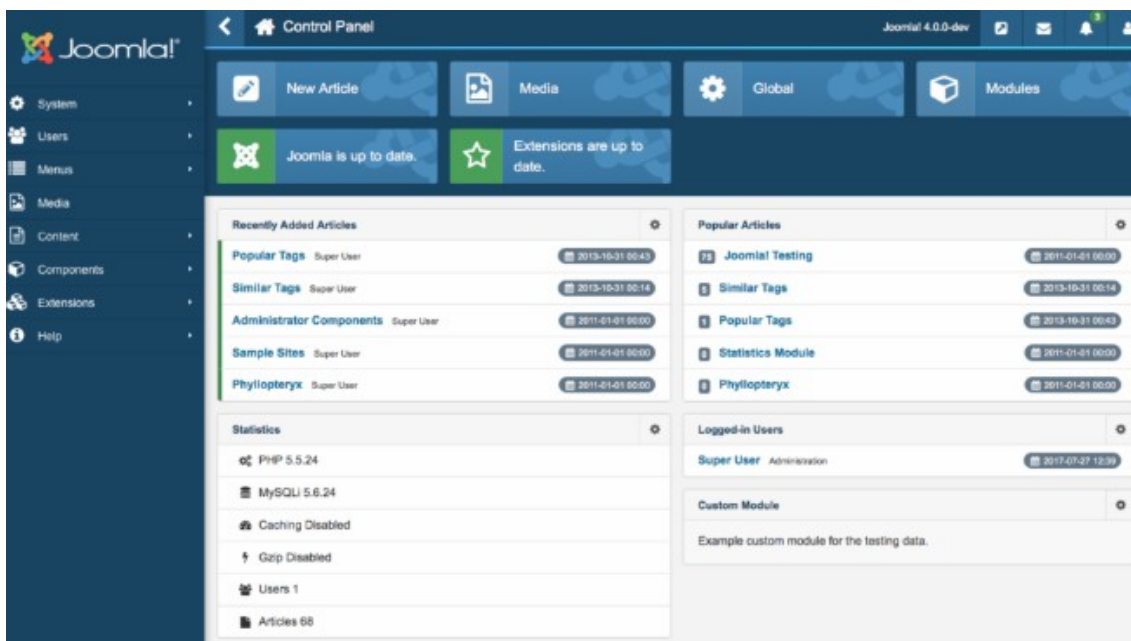 Joomla!
System
Users
Menus
Media
Content
Components
Extensions
Help
Control Panel
Joomla! 4.0.0-dev
3
New Article
Media
Global
Modules
Joomla is up to date.
Extensions are up to
date.
Recently Added Articles
Popular Tags Super User 2013-10-31 00:43
Similar Tags Super User 2013-10-31 00:14
Administrator Components Super User 2011-01-01 00:00
Sample Sites Super User 2011-01-01 00:00
Phyllopteryx Super User 2011-01-01 00:00
Statistics
PHP 5.5.24
MySQLi 5.6.24
Caching Disabled
Gzip Disabled
Users 1
Articles 68
Popular Articles
75 Joomla! Testing 2011-01-01 00:00
Similar Tags 2013-10-31 00:14
1 Popular Tags 2013-10-31 00:43
Statistics Module 2011-01-01 00:00
Phyllopteryx 2011-01-01 00:00
Logged-in Users
Super User Administration 2017-07-27 12:39
Custom Module
Example custom module for the testing data.